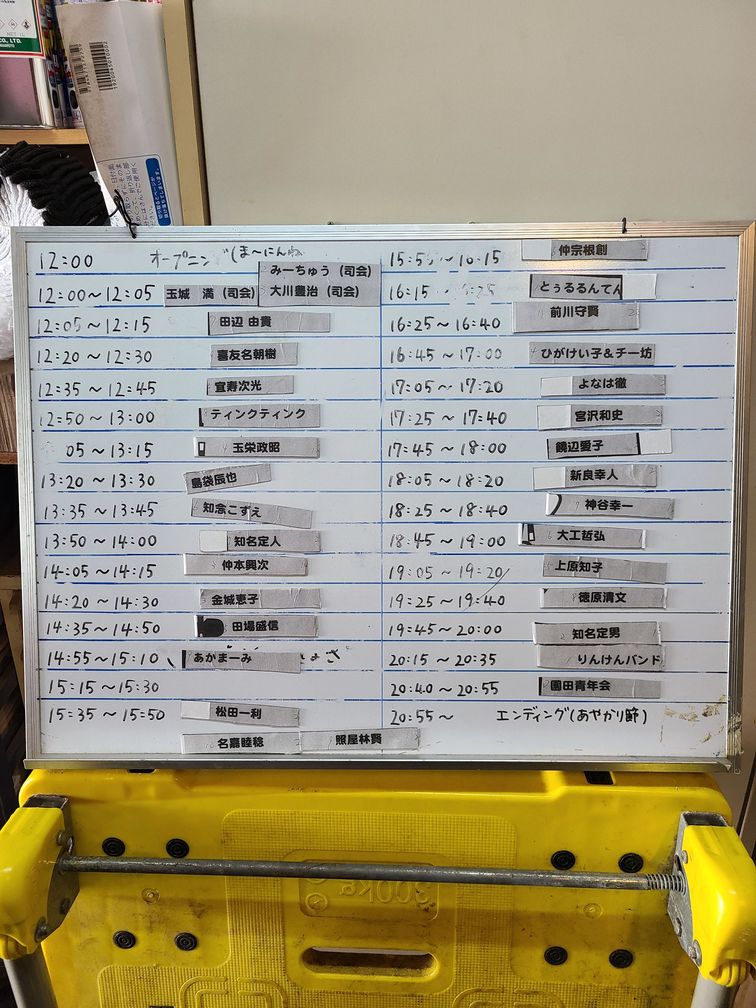 12:00 オープニング(ま～にんね
みーちゅう（司会）
12:00～12:05 玉城 満（司会） 大川豊治（司会）
12:05～12:15 田辺 由貴
12:20～12:30 喜友名朝樹
12:35～12:45 宜寿次光
12:50～13:00 ティンクティンク
05～13:15 玉栄政昭
13:20～13:30 島袋辰也
13:35～13:45 知念こずえ
13:50～14:00 知名定人
14:05～14:15 仲本興次
14:20～14:30 金城恵子
14:35～14:50 田場盛信
14:55～15:10 あかまーみ
15:15～15:30
15:35～15:50 松田一利
名嘉睦稔 照屋林賢
15:55～16:15 仲宗根創
16:15 :25 とぅるるんてん
16:25～16:40 前川守賢
16:45～17:00 ひがけい子＆チー坊
17:05～17:20 よなは徹
17:25～17:40 宮沢和史
17:45～18:00 饒辺愛子
18:05～18:20 新良幸人
18:25～18:40 神谷幸一
18:45～19:00 大工哲弘
19:05～19:20 上原知子
19:25～19:40 徳原清文
19:45～20:00 知名定男
20:15～20:35 りんけんバンド
20:40～20:55 園田青年会
20:55～ エンディング(あやかり節)
300kg